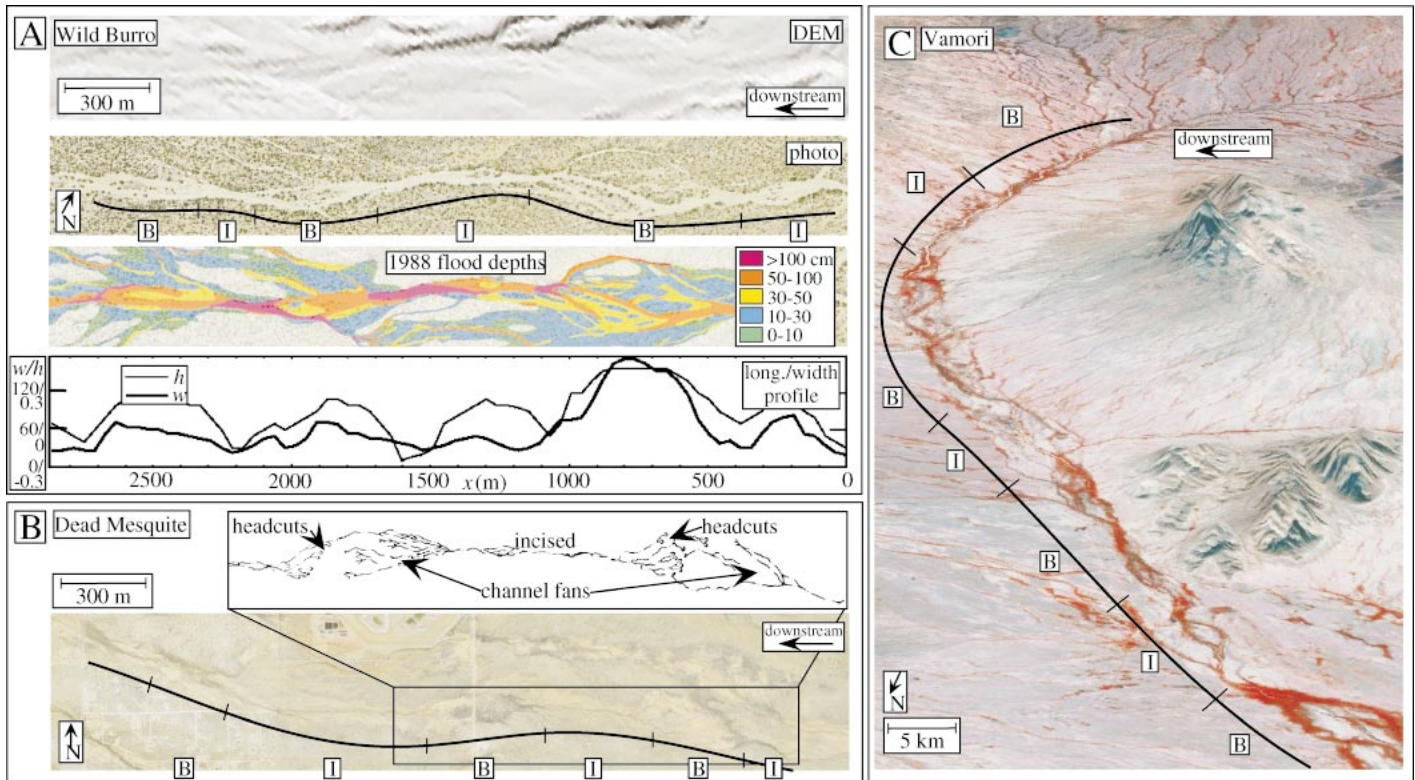 A
Wild Burro
DEM
300 m
downstream
photo
N
B I B I B I
1988 flood depths
>100 cm
50-100
30-50
10-30
0-10
w/h
120/
0.3
60/
0
0/
-0.3
h
w
long./width
profile
2500 2000 1500 x(m) 1000 500 0
B
Dead Mesquite
300 m
headcuts
incised
headcuts
channel fans
downstream
N
B I B I B I
C
Vamori
downstream
B
I
B
I
B
I
B
N
5 km